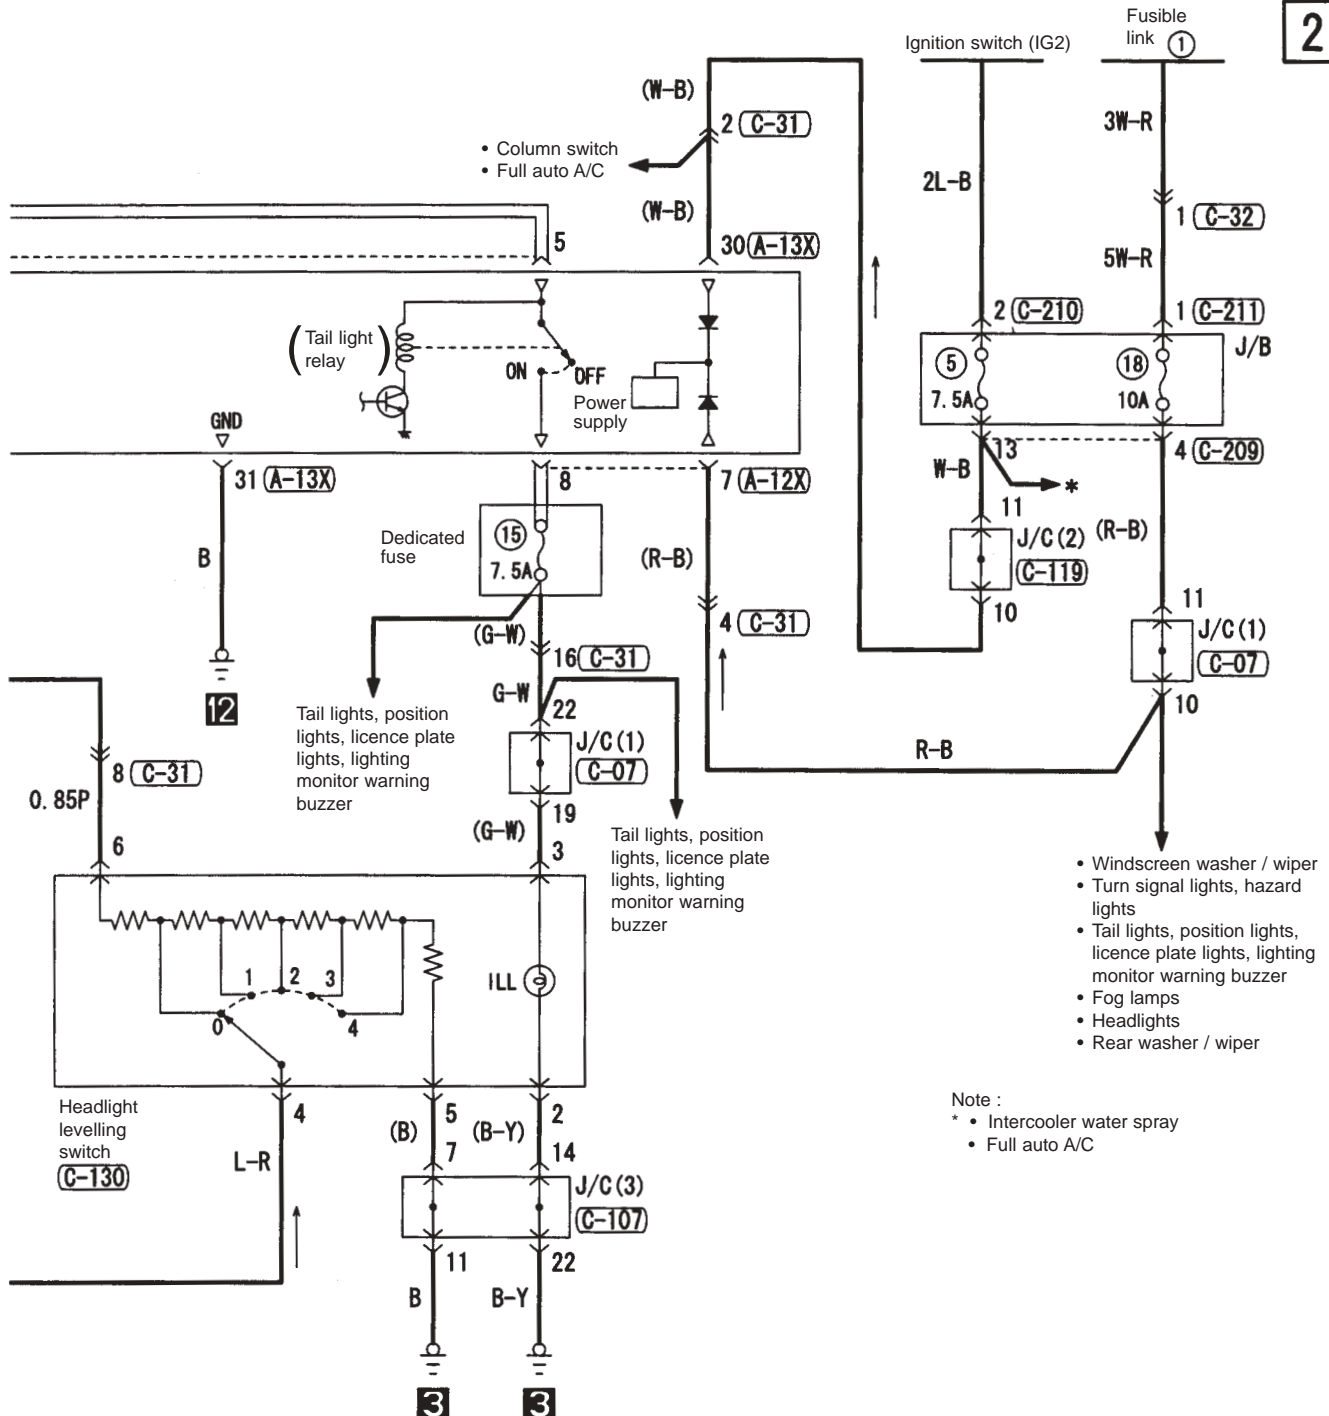 2
Fusible
link 1
Ignition switch (IG2)
(W-B)
2 C-31
3W-R
• Column switch
• Full auto A/C
2L-B
(W-B)
1 C-32
5
30 A-13X
5W-R
2 C-210
1 C-211
J/B
(Tail light
relay)
ON
OFF
Power
supply
5
7.5A
18
10A
GND
31 A-13X
8
7 A-12X
13
4 C-209
W-B
*
11
Dedicated
fuse
15
7.5A
B
(R-B)
J/C(2)
C-119
(R-B)
10
11
(G-W)
4 C-31
J/C(1)
C-07
16 C-31
G-W
22
12
10
Tail lights, position
lights, licence plate
lights, lighting
monitor warning
buzzer
J/C(1)
C-07
R-B
8 C-31
0.85P
19
(G-W)
3
6
Tail lights, position
lights, licence plate
lights, lighting
monitor warning
buzzer
• Windscreen washer / wiper
• Turn signal lights, hazard
lights
• Tail lights, position lights,
licence plate lights, lighting
monitor warning buzzer
• Fog lamps
• Headlights
• Rear washer / wiper
1 2 3
0 4
ILL
Headlight
levelling
switch
C-130
4
L-R
5
(B)
7
2
(B-Y)
14
J/C(3)
C-107
Note :
* • Intercooler water spray
• Full auto A/C
11
22
B
B-Y
3
3